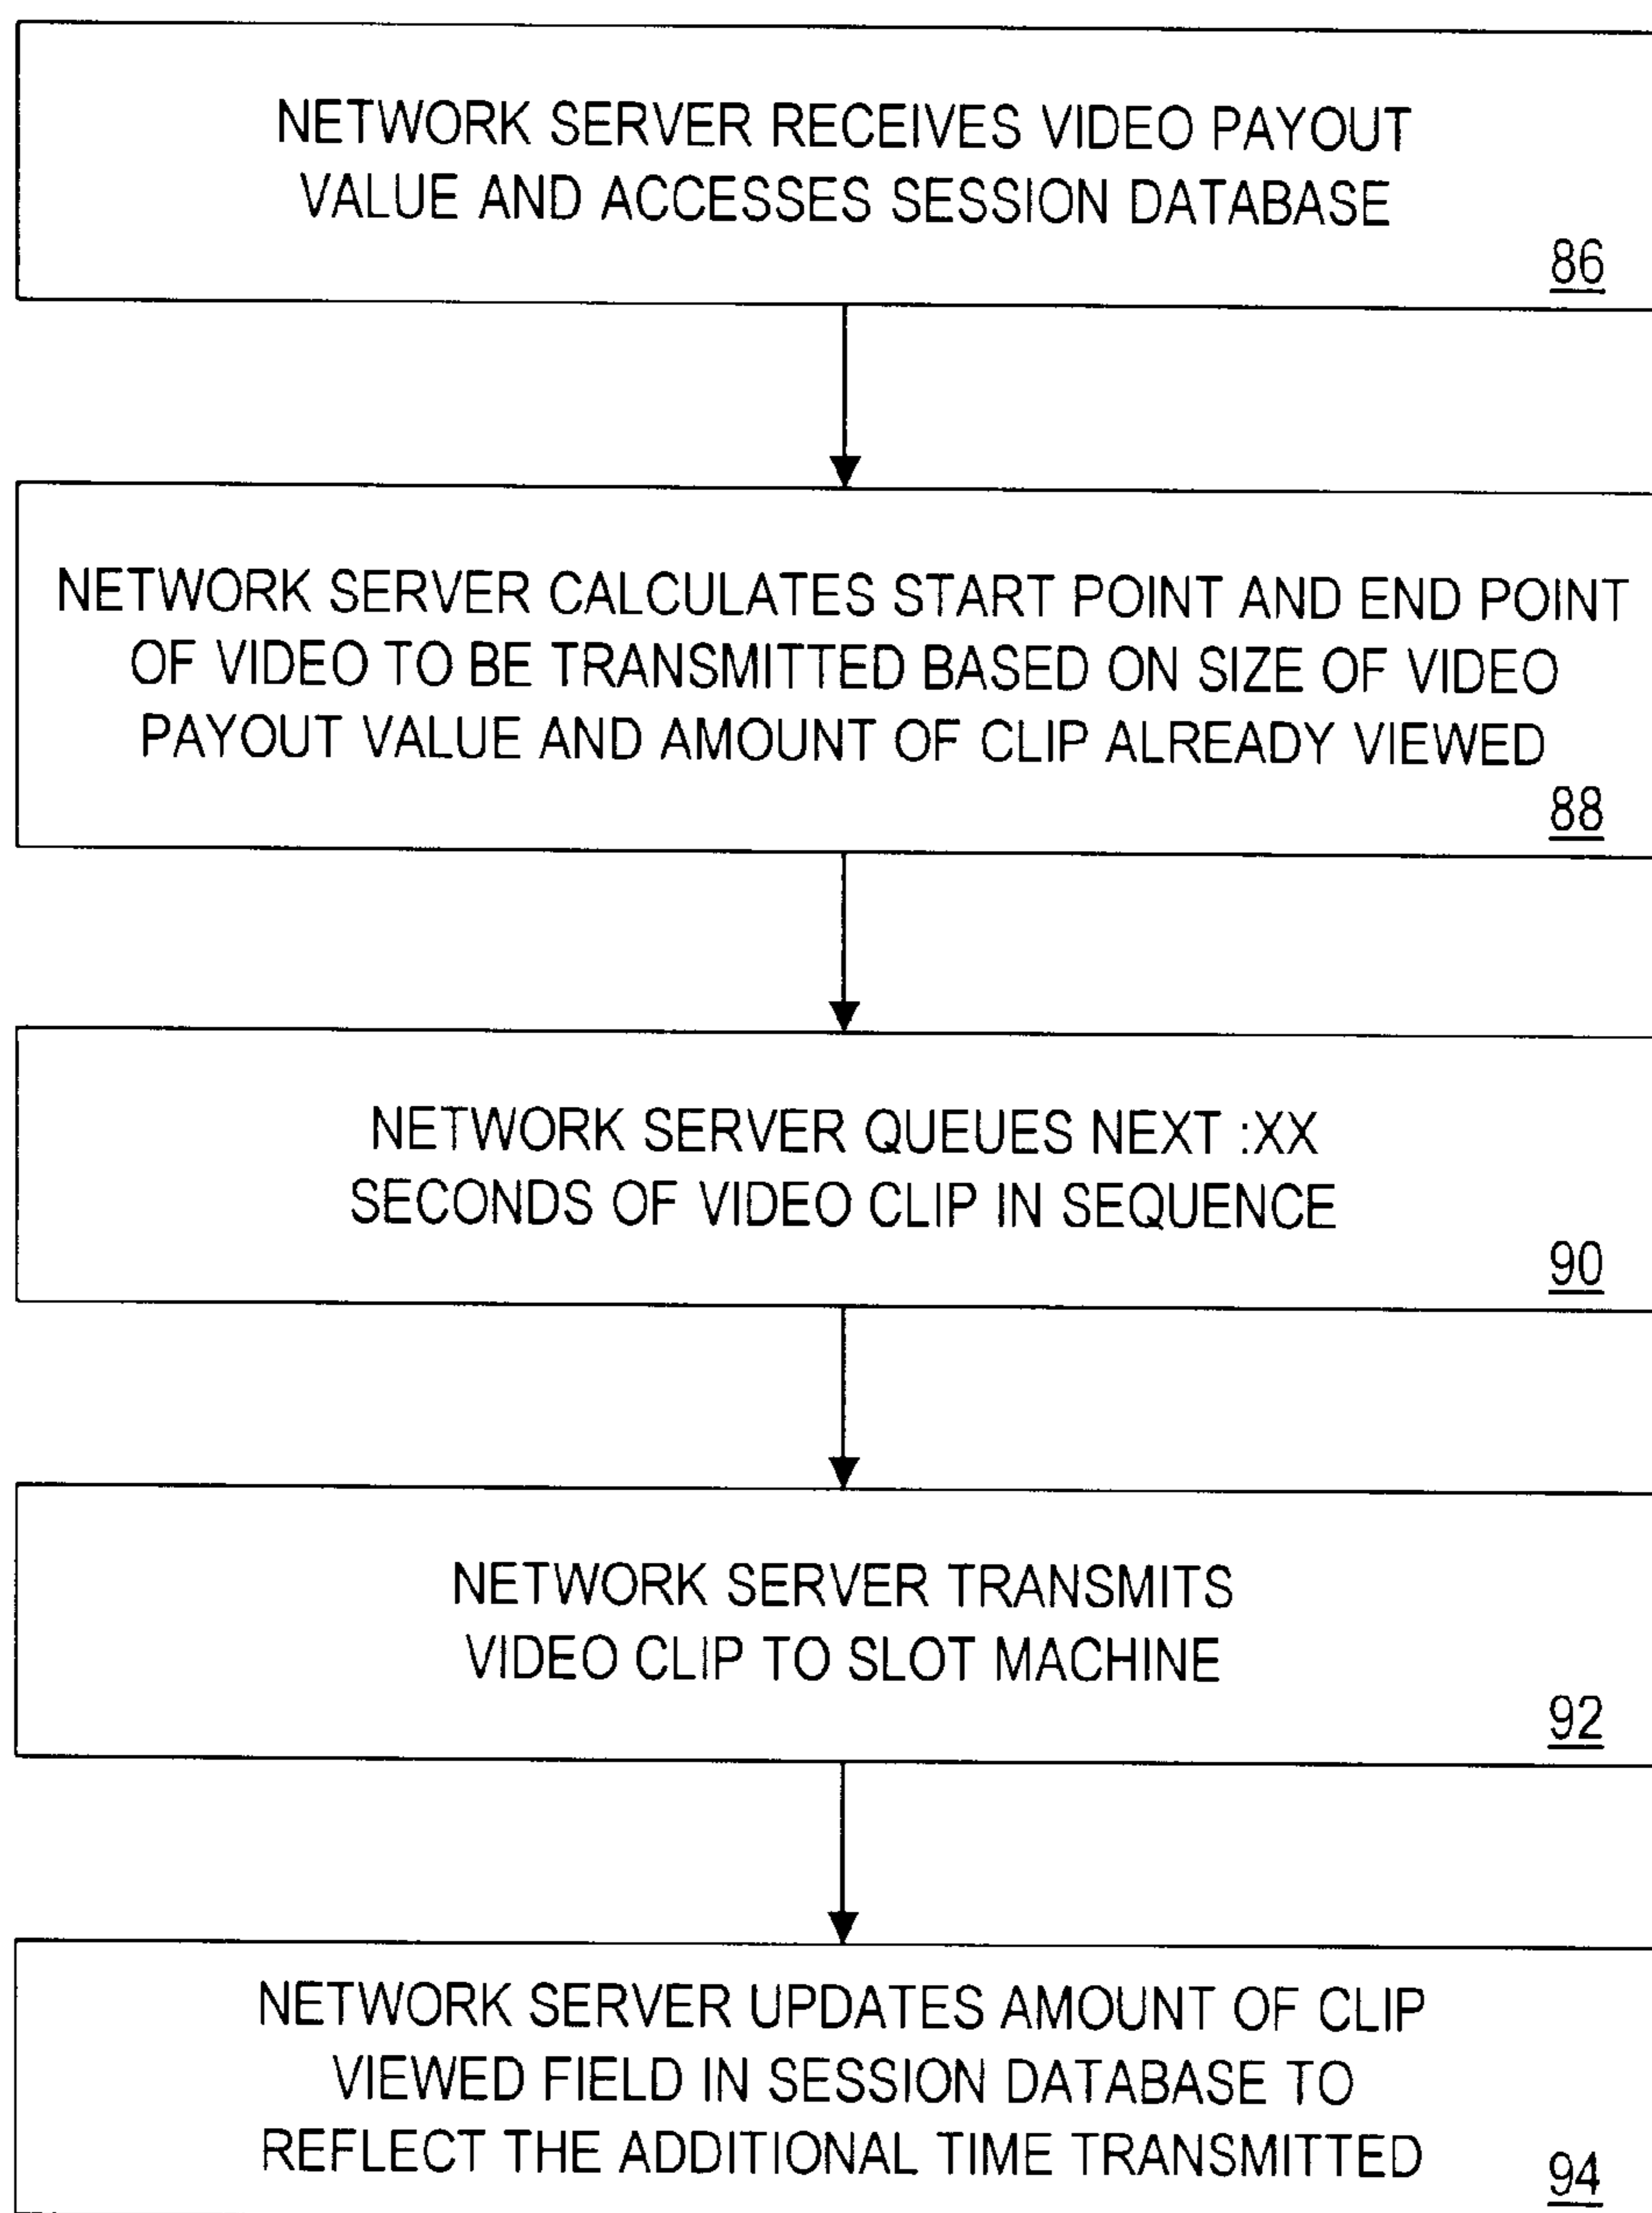 NETWORK SERVER RECEIVES VIDEO PAYOUT
VALUE AND ACCESSES SESSION DATABASE
86
NETWORK SERVER CALCULATES START POINT AND END POINT
OF VIDEO TO BE TRANSMITTED BASED ON SIZE OF VIDEO
PAYOUT VALUE AND AMOUNT OF CLIP ALREADY VIEWED
88
NETWORK SERVER QUEUES NEXT :XX
SECONDS OF VIDEO CLIP IN SEQUENCE
90
NETWORK SERVER TRANSMITS
VIDEO CLIP TO SLOT MACHINE
92
NETWORK SERVER UPDATES AMOUNT OF CLIP
VIEWED FIELD IN SESSION DATABASE TO
REFLECT THE ADDITIONAL TIME TRANSMITTED
94